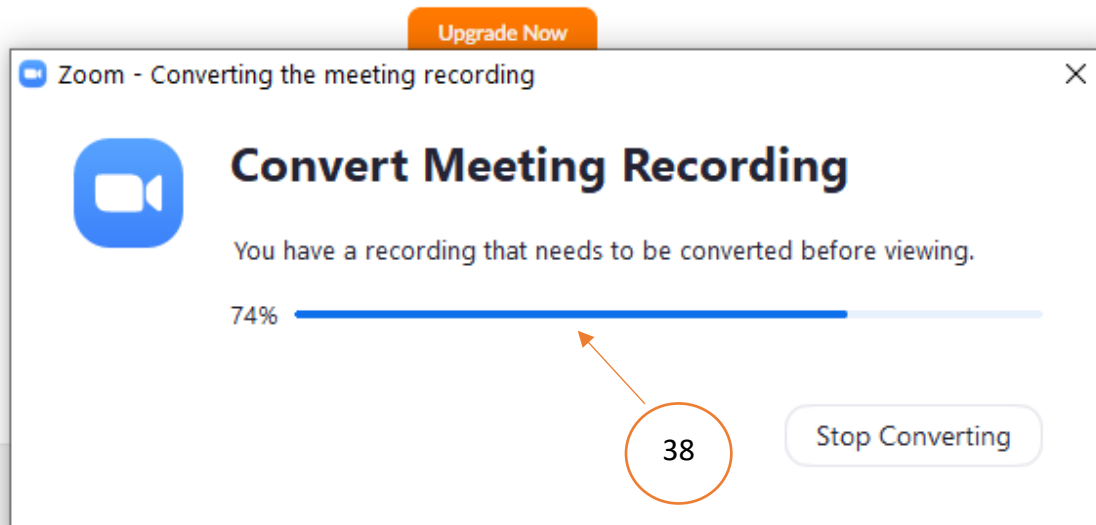 Upgrade Now
Zoom - Converting the meeting recording
Convert Meeting Recording
You have a recording that needs to be converted before viewing.
74%
38
Stop Converting